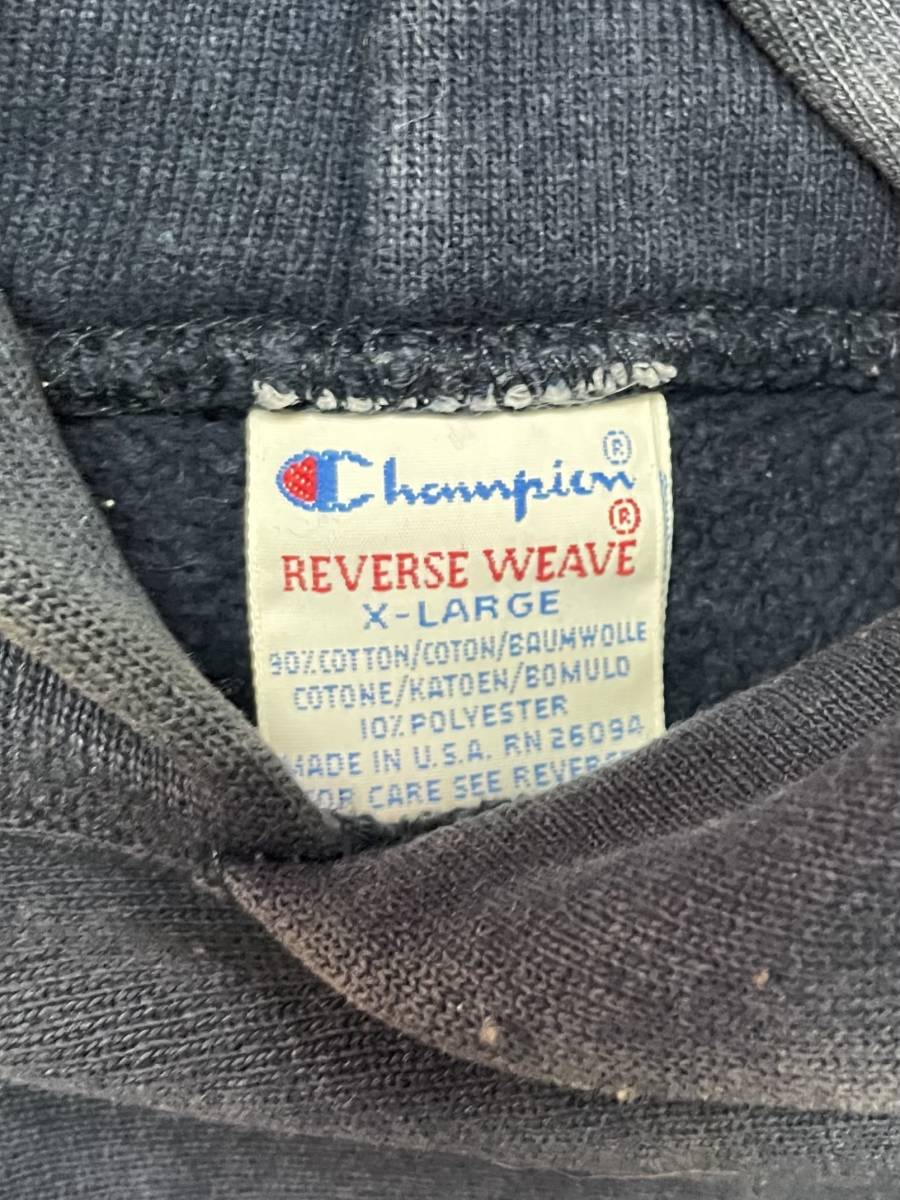 Champion®
®
REVERSE WEAVE
X-LARGE
90% COTTON/COTON/BAUMWOLLE
COTONE/KATOEN/BOMULD
10% POLYESTER
MADE IN U.S.A. RN 26094
FOR CARE SEE REVERSE